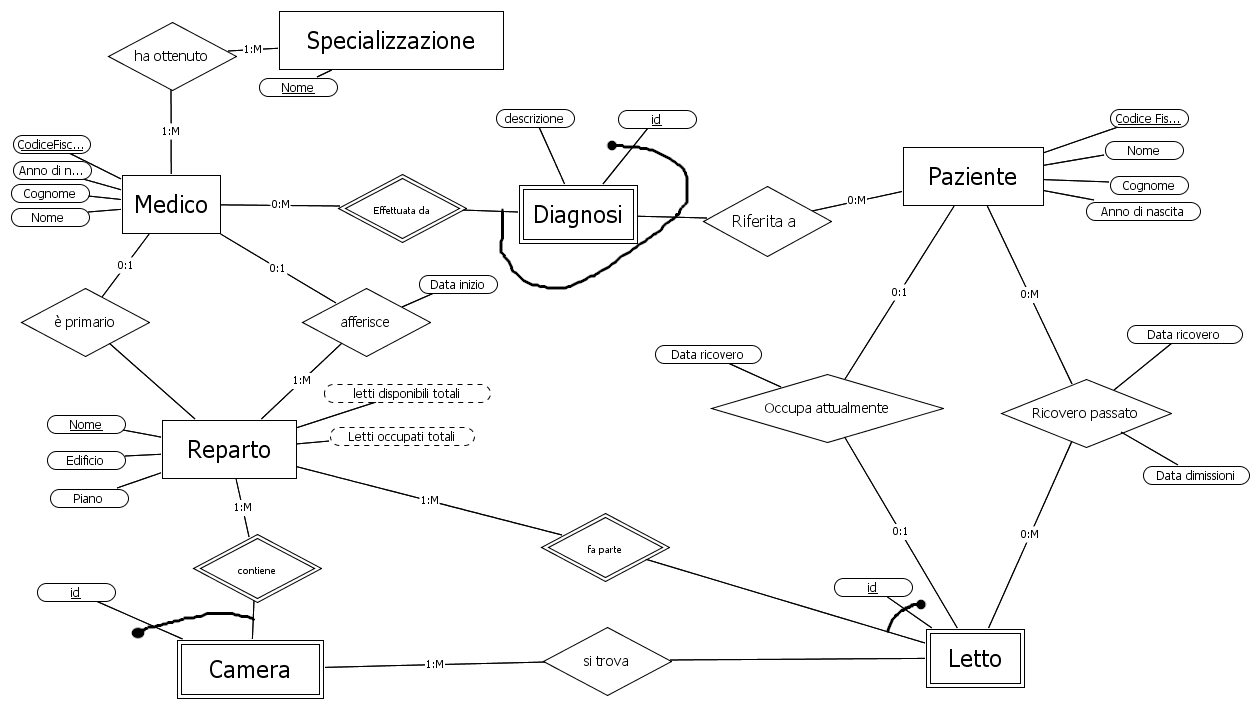 Specializzazione
ha ottenuto
1:M
Nome
1:M
descrizione
id
Codice Fis...
CodiceFisc...
Nome
Anno di n...
Paziente
Cognome
Cognome
Medico
0:M
Effettuata da
Diagnosi
Riferita a
0:M
Nome
Anno di nascita
0:1
0:1
Data inizio
0:1
0:M
è primario
afferisce
Data ricovero
Data ricovero
1:M
letti disponibili totali
Occupa attualmente
Ricovero passato
Nome
Letti occupati totali
Reparto
Edificio
Data dimissioni
Piano
1:M
1:M
0:1
0:M
fa parte
contiene
id
id
Camera
1:M
si trova
Letto